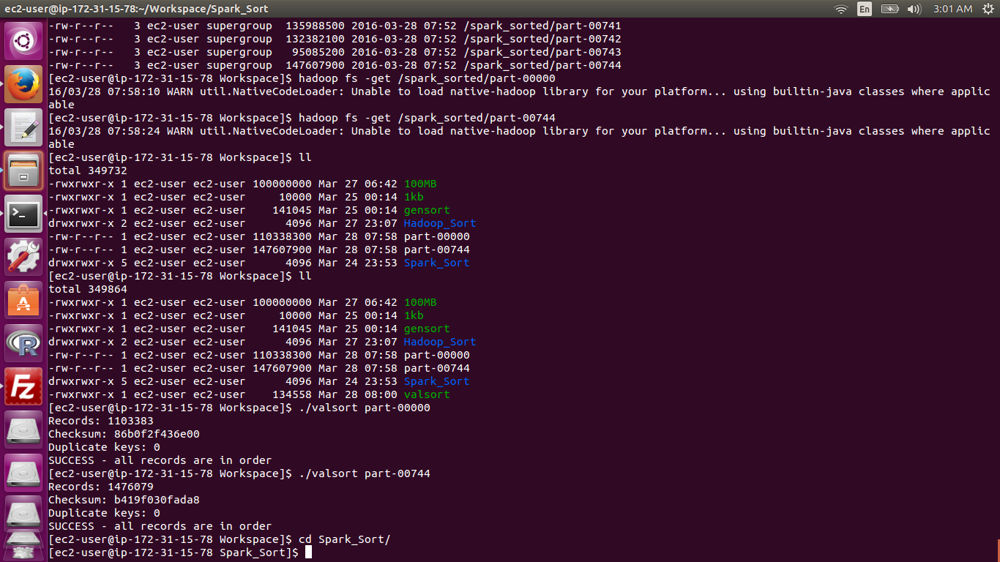 ec2-user@ip-172-31-15-78:~/Workspace/Spark_Sort En 3:01 AM
-rw-r--r--   3 ec2-user supergroup  135988500 2016-03-28 07:52 /spark_sorted/part-00741
-rw-r--r--   3 ec2-user supergroup  132382100 2016-03-28 07:52 /spark_sorted/part-00742
-rw-r--r--   3 ec2-user supergroup   95085200 2016-03-28 07:52 /spark_sorted/part-00743
-rw-r--r--   3 ec2-user supergroup  147607900 2016-03-28 07:52 /spark_sorted/part-00744
[ec2-user@ip-172-31-15-78 Workspace]$ hadoop fs -get /spark_sorted/part-00000
16/03/28 07:58:10 WARN util.NativeCodeLoader: Unable to load native-hadoop library for your platform... using builtin-java classes where applic
able
[ec2-user@ip-172-31-15-78 Workspace]$ hadoop fs -get /spark_sorted/part-00744
16/03/28 07:58:24 WARN util.NativeCodeLoader: Unable to load native-hadoop library for your platform... using builtin-java classes where applic
able
[ec2-user@ip-172-31-15-78 Workspace]$ ll
total 349732
-rwxrwxr-x 1 ec2-user ec2-user 100000000 Mar 27 06:42 100MB
-rwxrwxr-x 1 ec2-user ec2-user     10000 Mar 25 00:14 1kb
-rwxrwxr-x 1 ec2-user ec2-user    141045 Mar 25 00:14 gensort
drwxrwxr-x 2 ec2-user ec2-user      4096 Mar 27 23:07 Hadoop_Sort
-rw-r--r-- 1 ec2-user ec2-user 110338300 Mar 28 07:58 part-00000
-rw-r--r-- 1 ec2-user ec2-user 147607900 Mar 28 07:58 part-00744
drwxrwxr-x 5 ec2-user ec2-user      4096 Mar 24 23:53 Spark_Sort
[ec2-user@ip-172-31-15-78 Workspace]$ ll
total 349864
-rwxrwxr-x 1 ec2-user ec2-user 100000000 Mar 27 06:42 100MB
-rwxrwxr-x 1 ec2-user ec2-user     10000 Mar 25 00:14 1kb
-rwxrwxr-x 1 ec2-user ec2-user    141045 Mar 25 00:14 gensort
drwxrwxr-x 2 ec2-user ec2-user      4096 Mar 27 23:07 Hadoop_Sort
-rw-r--r-- 1 ec2-user ec2-user 110338300 Mar 28 07:58 part-00000
-rw-r--r-- 1 ec2-user ec2-user 147607900 Mar 28 07:58 part-00744
drwxrwxr-x 5 ec2-user ec2-user      4096 Mar 24 23:53 Spark_Sort
-rwxrwxr-x 1 ec2-user ec2-user    134558 Mar 28 08:00 valsort
[ec2-user@ip-172-31-15-78 Workspace]$ ./valsort part-00000
Records: 1103383
Checksum: 86b0f2f436e00
Duplicate keys: 0
SUCCESS - all records are in order
[ec2-user@ip-172-31-15-78 Workspace]$ ./valsort part-00744
Records: 1476079
Checksum: b419f030fada8
Duplicate keys: 0
SUCCESS - all records are in order
[ec2-user@ip-172-31-15-78 Workspace]$ cd Spark_Sort/
[ec2-user@ip-172-31-15-78 Spark_Sort]$